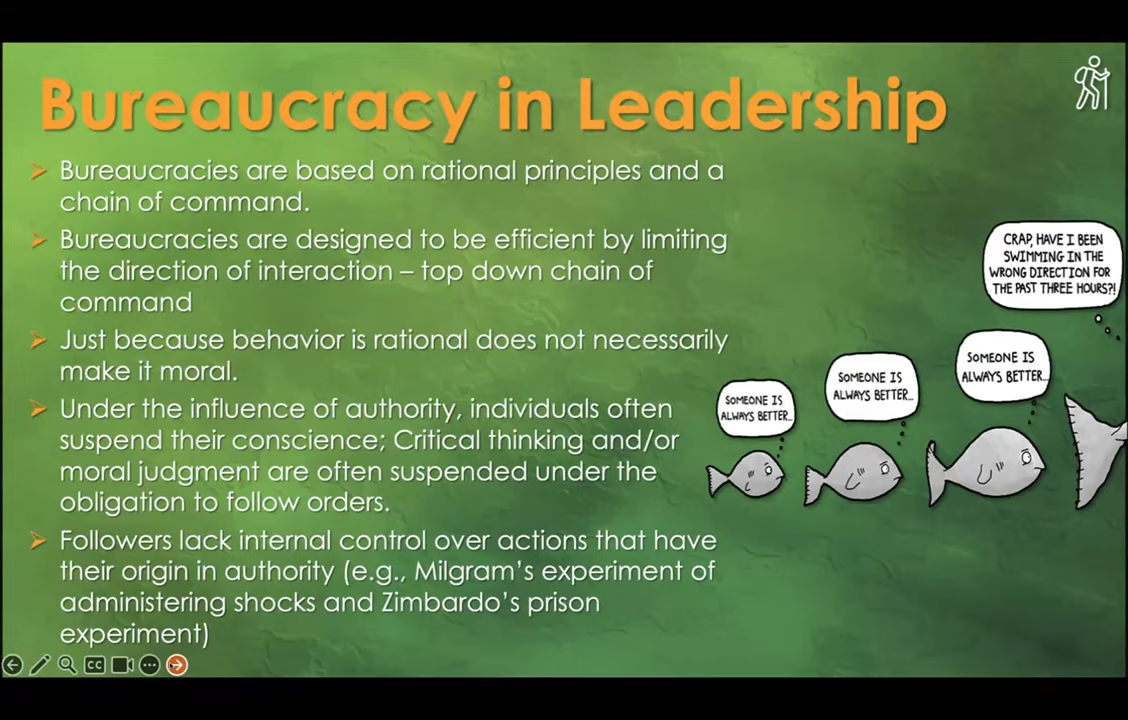 Bureaucracy in Leadership
Bureaucracies are based on rational principles and a
chain of command.
Bureaucracies are designed to be efficient by limiting
the direction of interaction – top down chain of
command
Just because behavior is rational does not necessarily
make it moral.
Under the influence of authority, individuals often
suspend their conscience; Critical thinking and/or
moral judgment are often suspended under the
obligation to follow orders.
Followers lack internal control over actions that have
their origin in authority (e.g., Milgram's experiment of
administering shocks and Zimbardo's prison
experiment)
SOMEONE IS
ALWAYS BETTER...
SOMEONE IS
ALWAYS BETTER...
SOMEONE IS
ALWAYS BETTER...
CRAP, HAVE I BEEN
SWIMMING IN THE
WRONG DIRECTION FOR
THE PAST THREE HOURS?!
CC